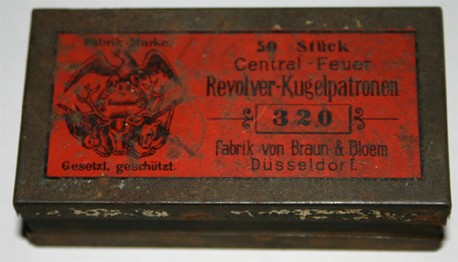 Fabrik-Marke.
Gesetzl. geschützt.
50 Stück
Central-Feuer
Revolver-Kugelpatronen
320
Fabrik von Braun & Bloem
Düsseldorf.